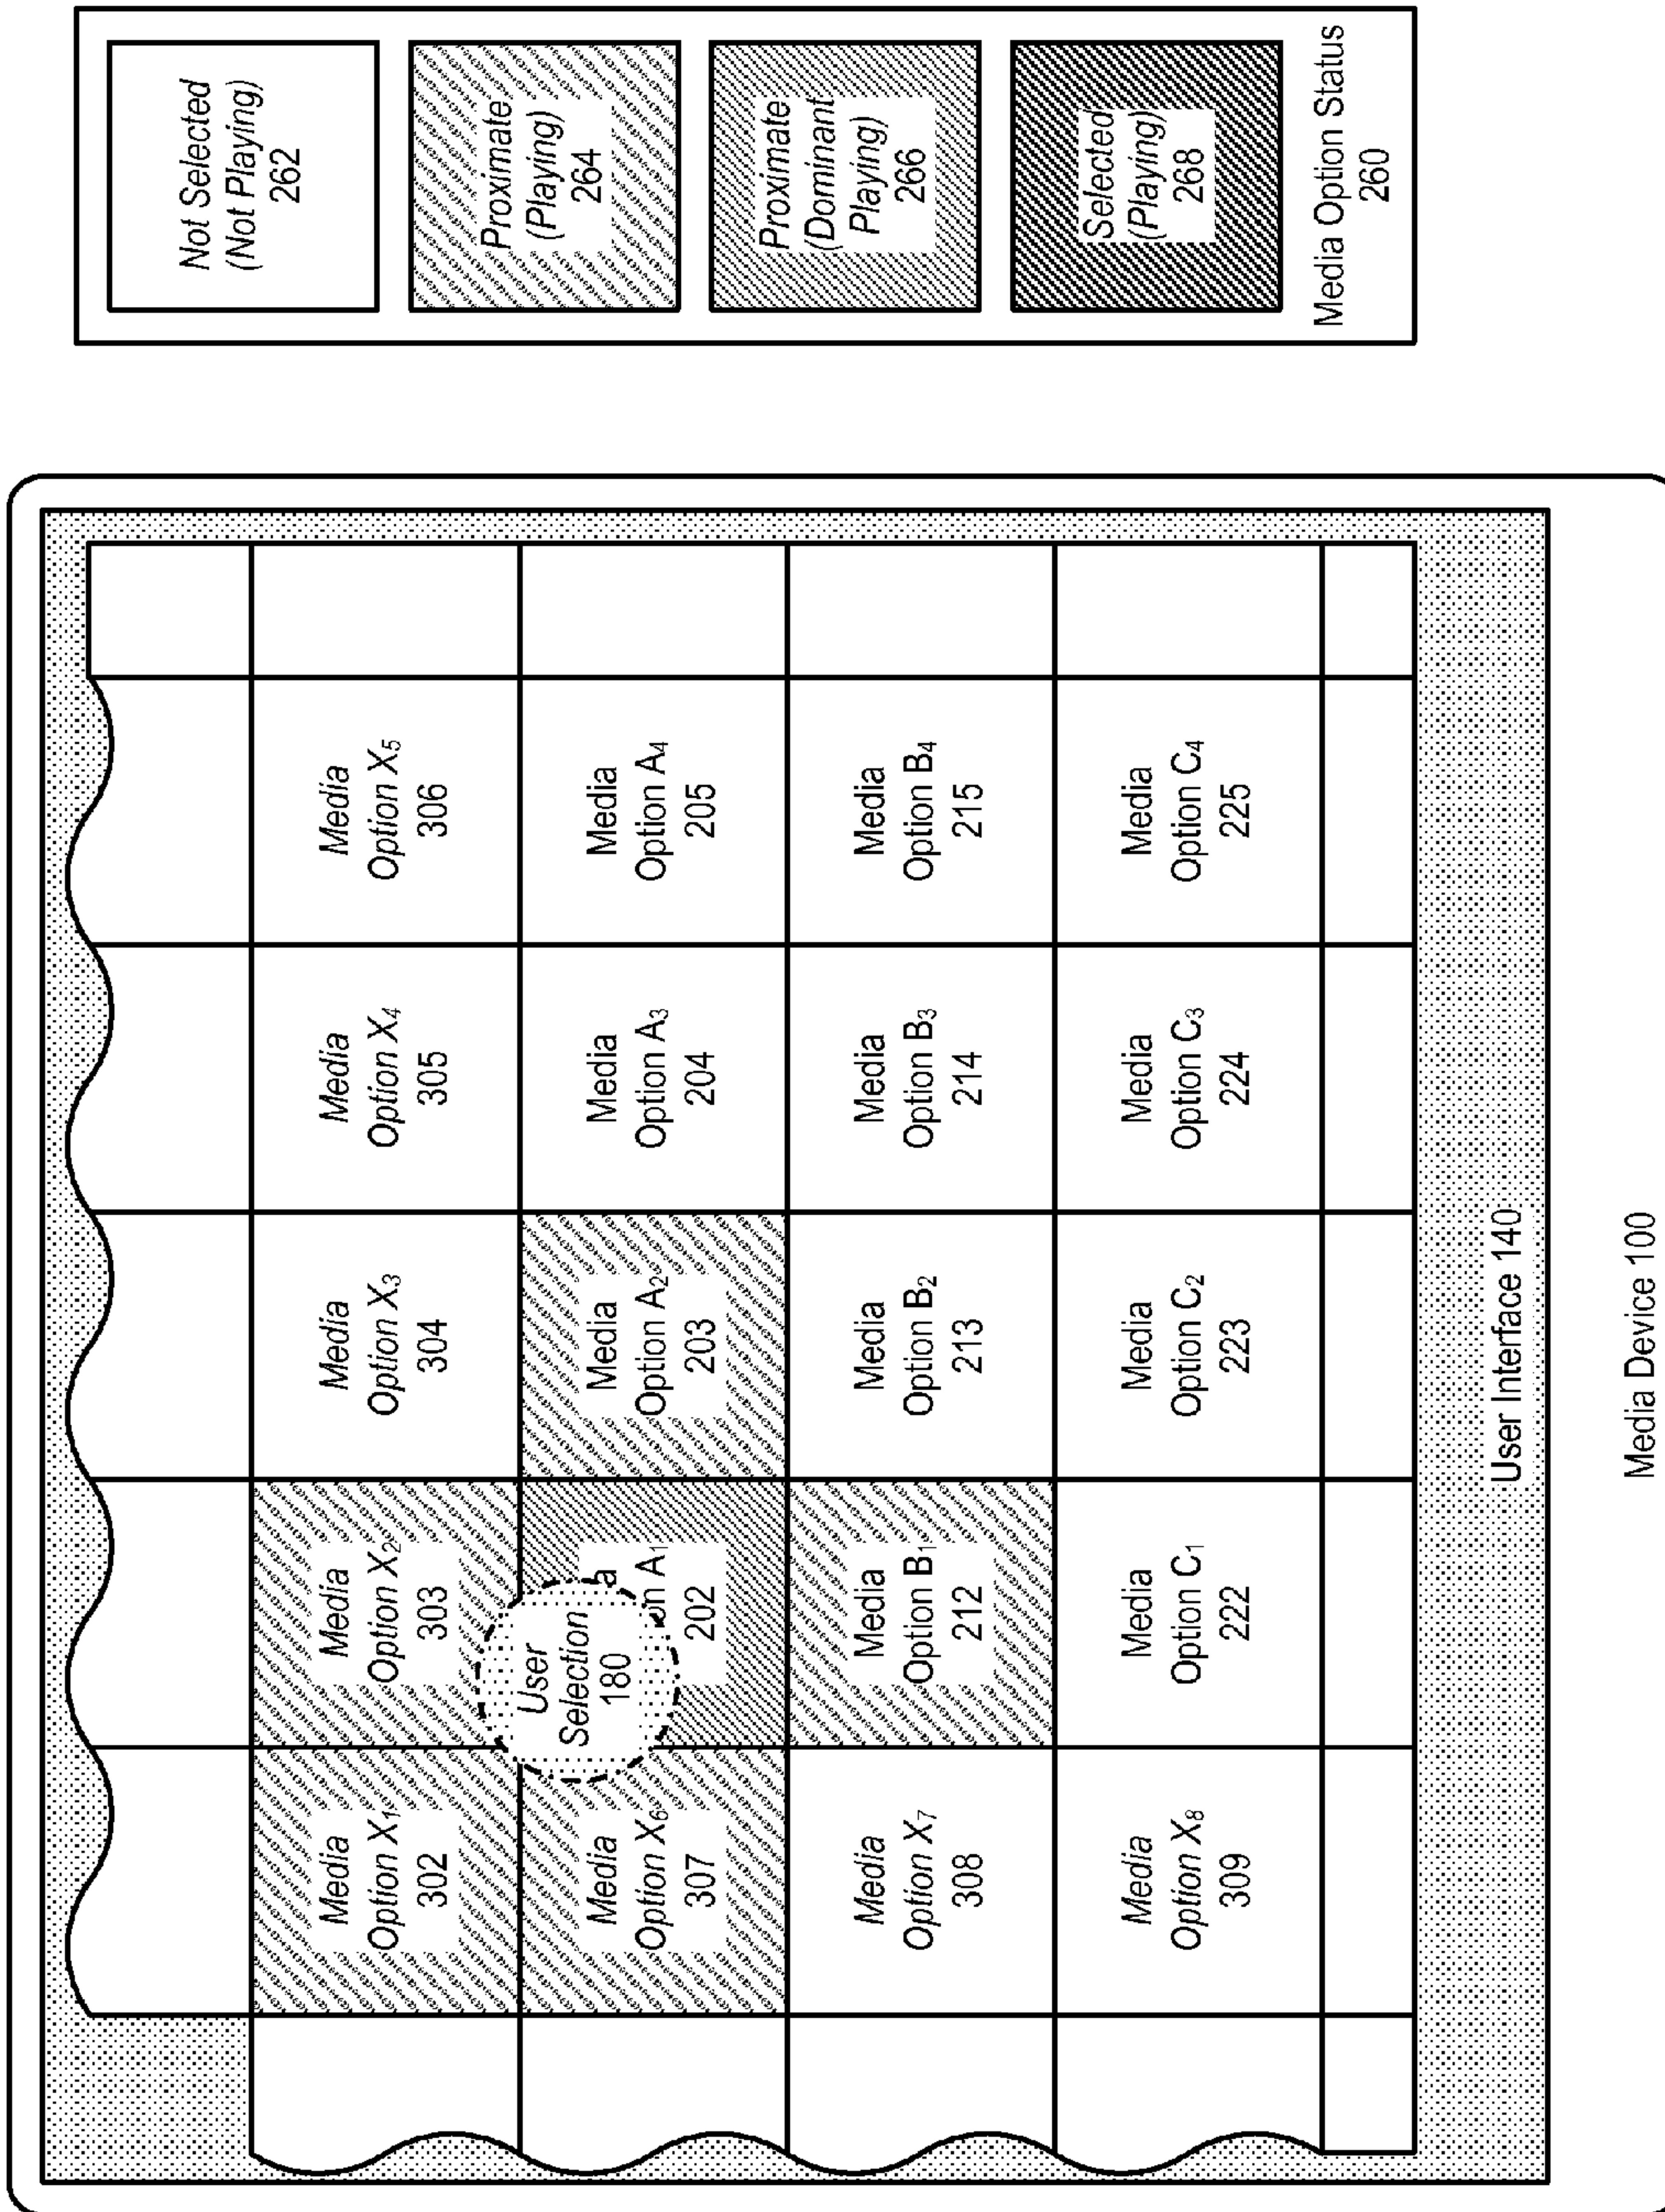 Media
Option X₁
302
Media
Option X₂
303
Media
Option X₃
304
Media
Option X₄
305
Media
Option X₅
306
User
Selection
180
Media
Option X₆
307
a
on A₁
202
Media
Option A₂
203
Media
Option A₃
204
Media
Option A₄
205
Media
Option X₇
308
Media
Option B₁
212
Media
Option B₂
213
Media
Option B₃
214
Media
Option B₄
215
Media
Option X₈
309
Media
Option C₁
222
Media
Option C₂
223
Media
Option C₃
224
Media
Option C₄
225
User Interface 140
Media Device 100
Not Selected
(Not Playing)
262
Proximate
(Playing)
264
Proximate
(Dominant
Playing)
266
Selected
(Playing)
268
Media Option Status
260